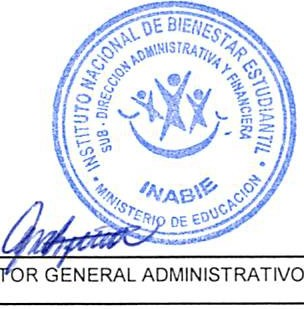 INSTITUTO NACIONAL DE BIENESTAR ESTUDIANTIL
SUB - DIRECCION ADMINISTRATIVA Y FINANCIERA
INABIE
MINISTERIO DE EDUCACION
TOR GENERAL ADMINISTRATIVO